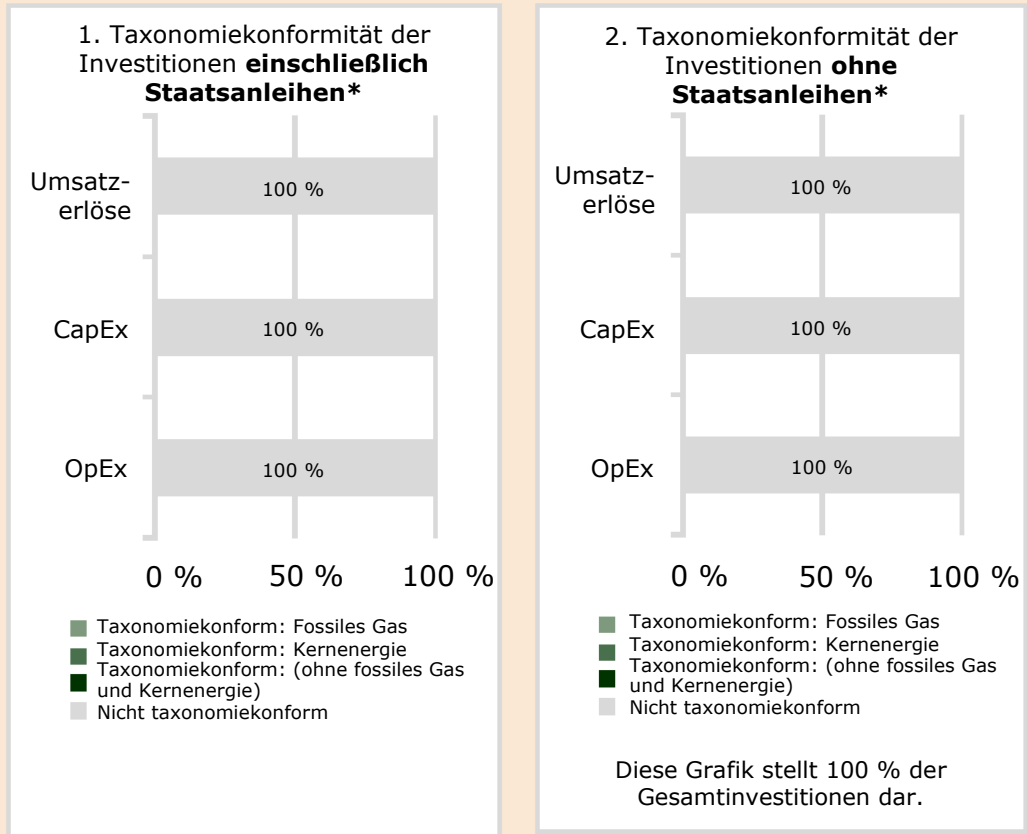 1. Taxonomiekonformität der
Investitionen einschließlich
Staatsanleihen*
Umsatz-
erlöse
100 %
CapEx
100 %
OpEx
100 %
0 % 50 % 100 %
Taxonomiekonform: Fossiles Gas
Taxonomiekonform: Kernenergie
Taxonomiekonform: (ohne fossiles Gas
und Kernenergie)
Nicht taxonomiekonform
2. Taxonomiekonformität der
Investitionen ohne
Staatsanleihen*
Umsatz-
erlöse
100 %
CapEx
100 %
OpEx
100 %
0 % 50 % 100 %
Taxonomiekonform: Fossiles Gas
Taxonomiekonform: Kernenergie
Taxonomiekonform: (ohne fossiles Gas
und Kernenergie)
Nicht taxonomiekonform
Diese Grafik stellt 100 % der
Gesamtinvestitionen dar.